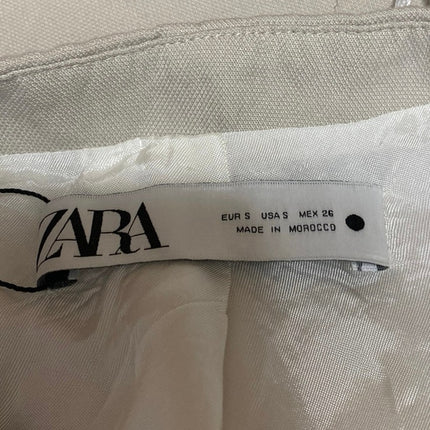 ZARA
EUR S USA S MEX 26
MADE IN MOROCCO